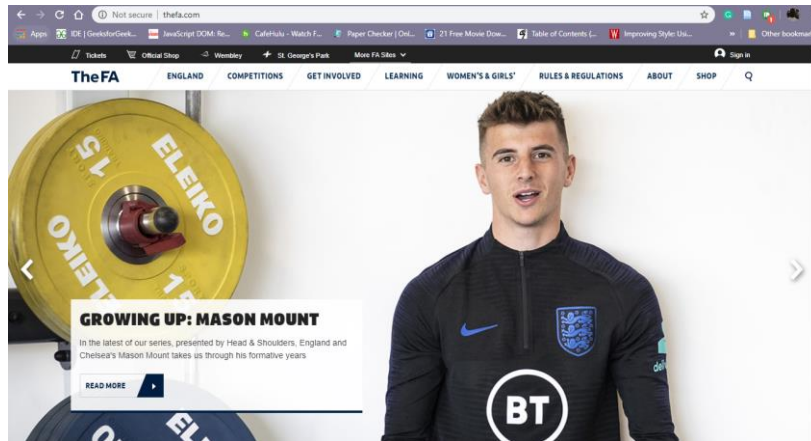 Not secure | thefa.com
Apps IDE | GeeksforGeek... JavaScript DOM: Re... CafeHulu - Watch F... Paper Checker | Onl... 21 Free Movie Dow... Table of Contents (... Improving Style: Usi... » Other bookmar
Tickets Official Shop Wembley St. George's Park More FA Sites Sign in
TheFA ENGLAND COMPETITIONS GET INVOLVED LEARNING WOMEN'S & GIRLS' RULES & REGULATIONS ABOUT SHOP
15
ELEIKO
ELEIKO
15
GROWING UP: MASON MOUNT
In the latest of our series, presented by Head & Shoulders, England and
Chelsea's Mason Mount takes us through his formative years
READ MORE
BT